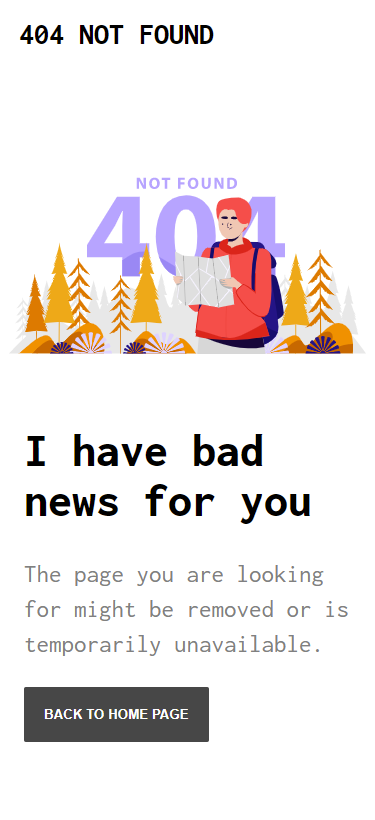 404 NOT FOUND
NOT FOUND
404
I have bad
news for you
The page you are looking
for might be removed or is
temporarily unavailable.
BACK TO HOME PAGE